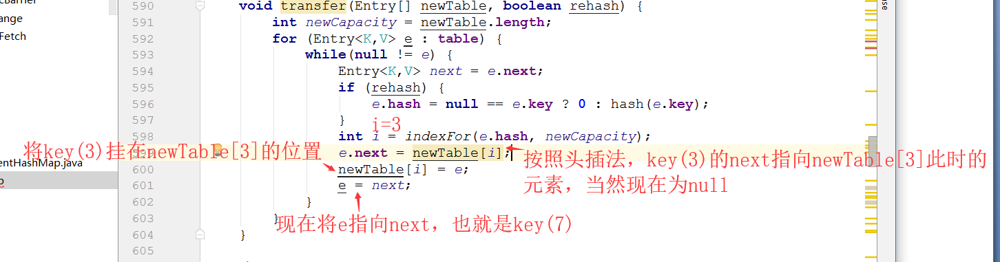 cBarrier
ange
Fetch
entHashMap.java
590 void transfer(Entry[] newTable, boolean rehash) {
591 int newCapacity = newTable.length;
592 for (Entry<K,V> e : table) {
593 while(null != e) {
594 Entry<K,V> next = e.next;
595 if (rehash) {
596 e.hash = null == e.key ? 0 : hash(e.key);
597 }
i=3
598 int i = indexFor(e.hash, newCapacity);
将key(3)挂在newTable[3]的位置
e.next = newTable[i];
按照头插法，key(3)的next指向newTable[3]此时的
元素，当然现在为null
600 newTable[i] = e;
601 e = next;
602 }
603 }
现在将e指向next，也就是key(7)
604 }
605